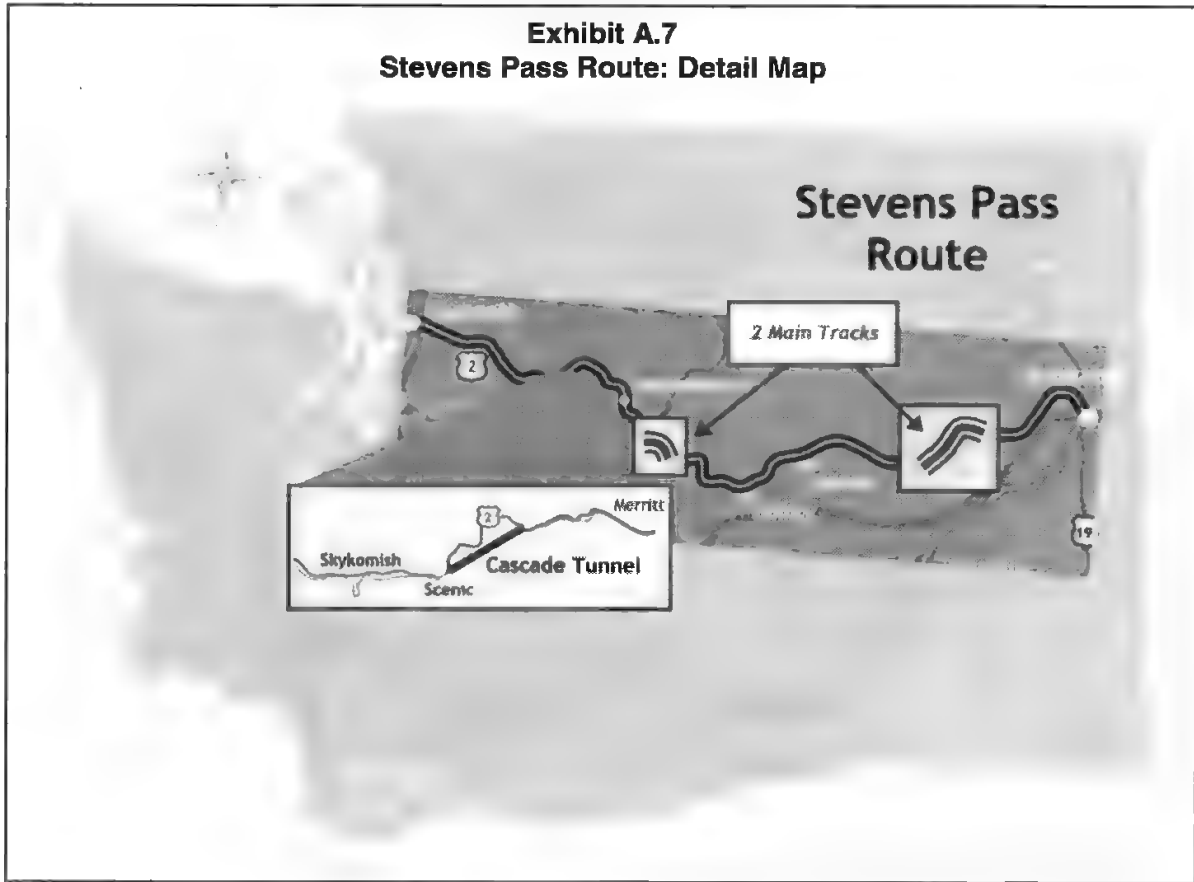 Exhibit A.7
Stevens Pass Route: Detail Map
Stevens Pass
Route
2 Main Tracks
2
2
Merritt
Skykomish
Cascade Tunnel
Scenic
19